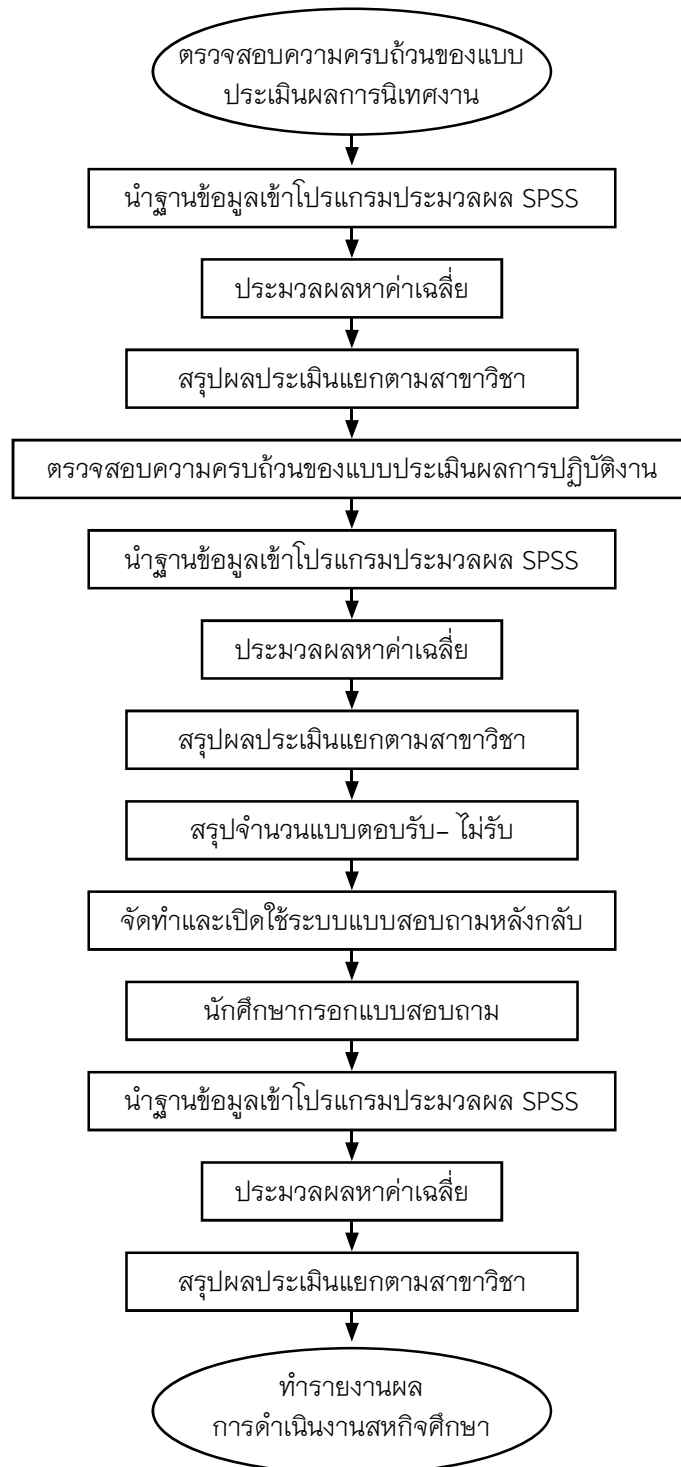 ตรวจสอบความครบถ้วนของแบบ
ประเมินผลการนิเทศงาน
นำฐานข้อมูลเข้าโปรแกรมประมวลผล SPSS
ประมวลผลหาค่าเฉลี่ย
สรุปผลประเมินแยกตามสาขาวิชา
ตรวจสอบความครบถ้วนของแบบประเมินผลการปฏิบัติงาน
นำฐานข้อมูลเข้าโปรแกรมประมวลผล SPSS
ประมวลผลหาค่าเฉลี่ย
สรุปผลประเมินแยกตามสาขาวิชา
สรุปจำนวนแบบตอบรับ– ไม่รับ
จัดทำและเปิดใช้ระบบแบบสอบถามหลังกลับ
นักศึกษากรอกแบบสอบถาม
นำฐานข้อมูลเข้าโปรแกรมประมวลผล SPSS
ประมวลผลหาค่าเฉลี่ย
สรุปผลประเมินแยกตามสาขาวิชา
ทำรายงานผล
การดำเนินงานสหกิจศึกษา